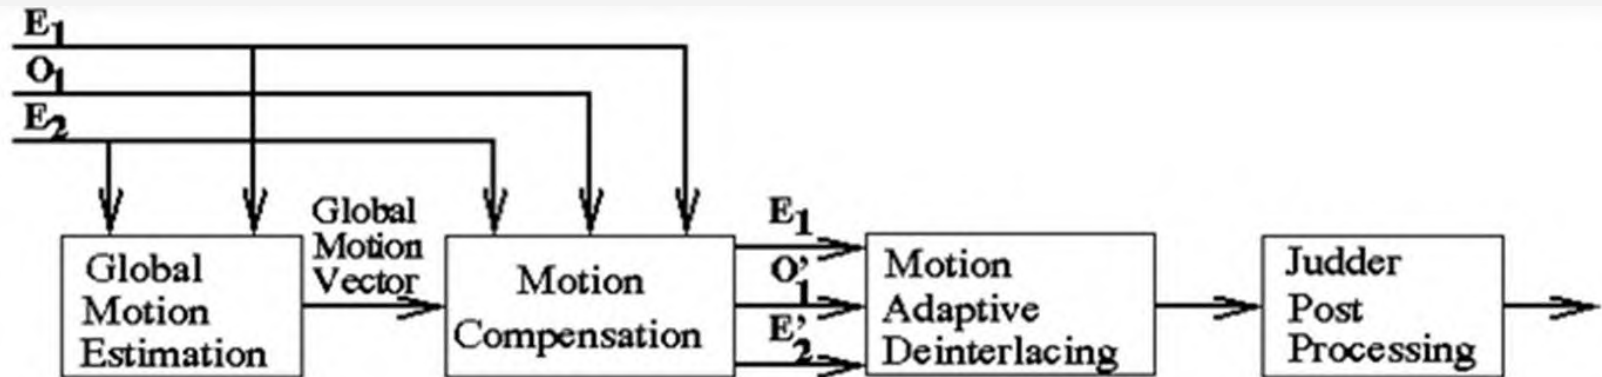 E1
O1
E2
Global
Motion
Vector
Global
Motion
Estimation
Motion
Compensation
E1
O'1
E'2
Motion
Adaptive
Deinterlacing
Judder
Post
Processing